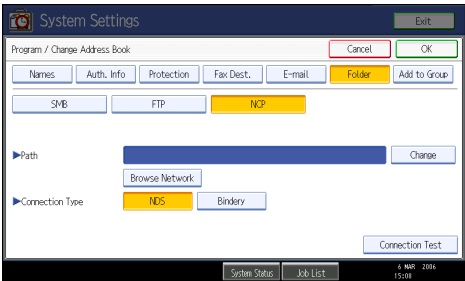 System Settings Exit
Program / Change Address Book Cancel OK
Names Auth. Info Protection Fax Dest. E-mail Folder Add to Group
SMB FTP NCP
▶Path Change
Browse Network
▶Connection Type NDS Bindery
Connection Test
System Status Job List 6 MAR 2006
15:08